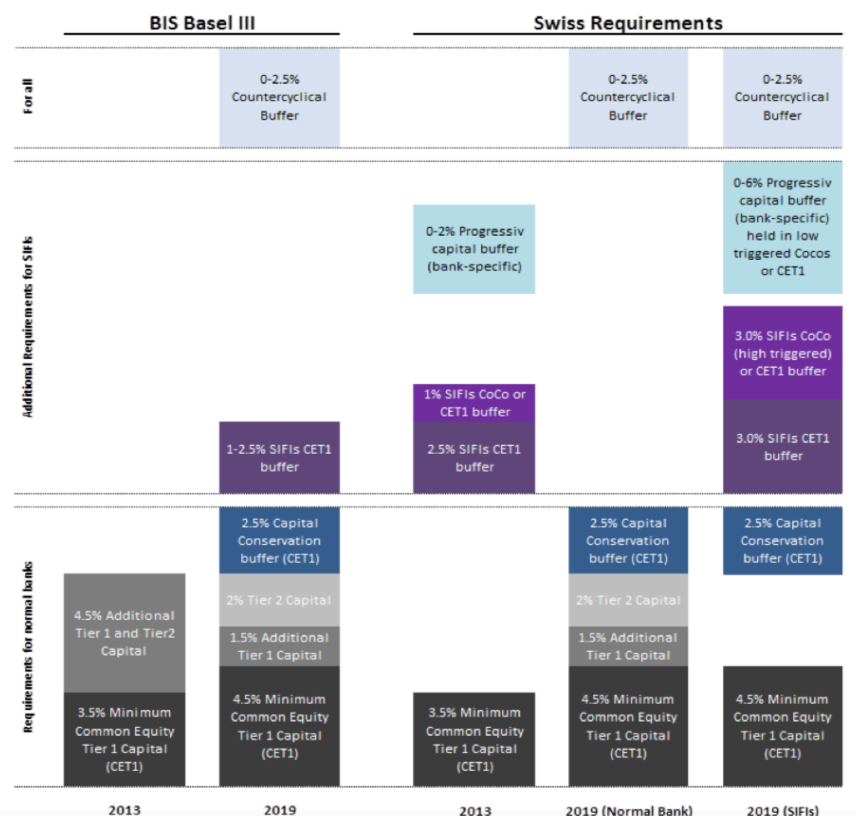 BIS Basel III
Swiss Requirements
For all
0-2.5%
Countercyclical
Buffer
0-2.5%
Countercyclical
Buffer
0-2.5%
Countercyclical
Buffer
Additional Requirements for SIFIs
1-2.5% SIFIs CET1
buffer
0-2% Progressiv
capital buffer
(bank-specific)
1% SIFIs CoCo or
CET1 buffer
2.5% SIFIs CET1
buffer
0-6% Progressiv
capital buffer
(bank-specific)
held in low
triggered Cocos
or CET1
3.0% SIFIs CoCo
(high triggered)
or CET1 buffer
3.0% SIFIs CET1
buffer
Requirements for normal banks
4.5% Additional
Tier 1 and Tier2
Capital
3.5% Minimum
Common Equity
Tier 1 Capital
(CET1)
2.5% Capital
Conservation
buffer (CET1)
2% Tier 2 Capital
1.5% Additional
Tier 1 Capital
4.5% Minimum
Common Equity
Tier 1 Capital
(CET1)
3.5% Minimum
Common Equity
Tier 1 Capital
(CET1)
2.5% Capital
Conservation
buffer (CET1)
2% Tier 2 Capital
1.5% Additional
Tier 1 Capital
4.5% Minimum
Common Equity
Tier 1 Capital
(CET1)
2.5% Capital
Conservation
buffer (CET1)
4.5% Minimum
Common Equity
Tier 1 Capital
(CET1)
2013
2019
2013
2019 (Normal Bank)
2019 (SIFIs)